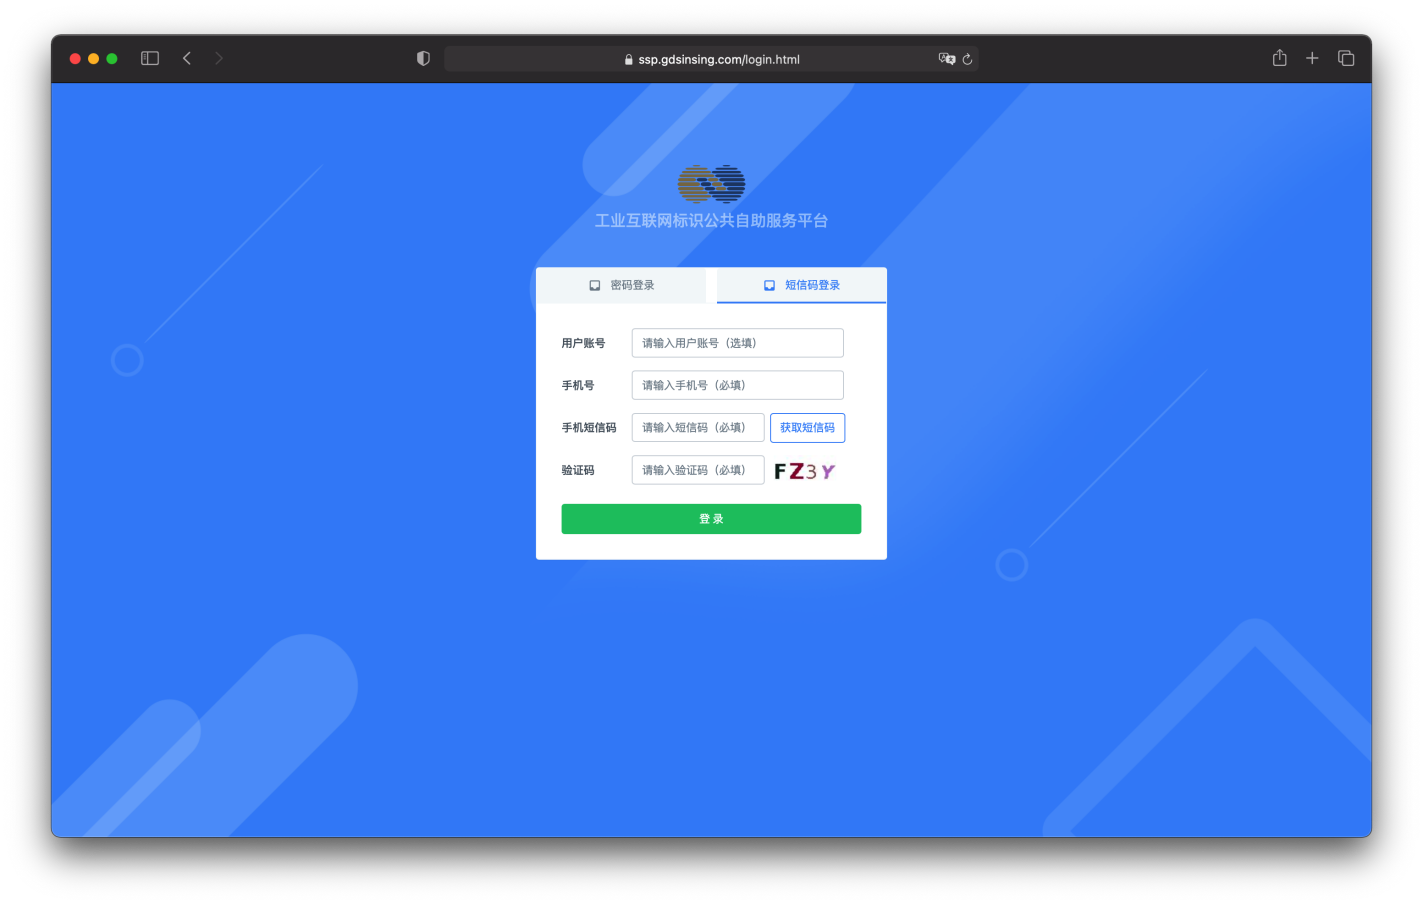 ssp.gdsinsing.com/login.html
工业互联网标识公共自助服务平台
密码登录
短信码登录
用户账号
请输入用户账号（选填）
手机号
请输入手机号（必填）
手机短信码
请输入短信码（必填）
获取短信码
验证码
请输入验证码（必填）
FZ3Y
登 录